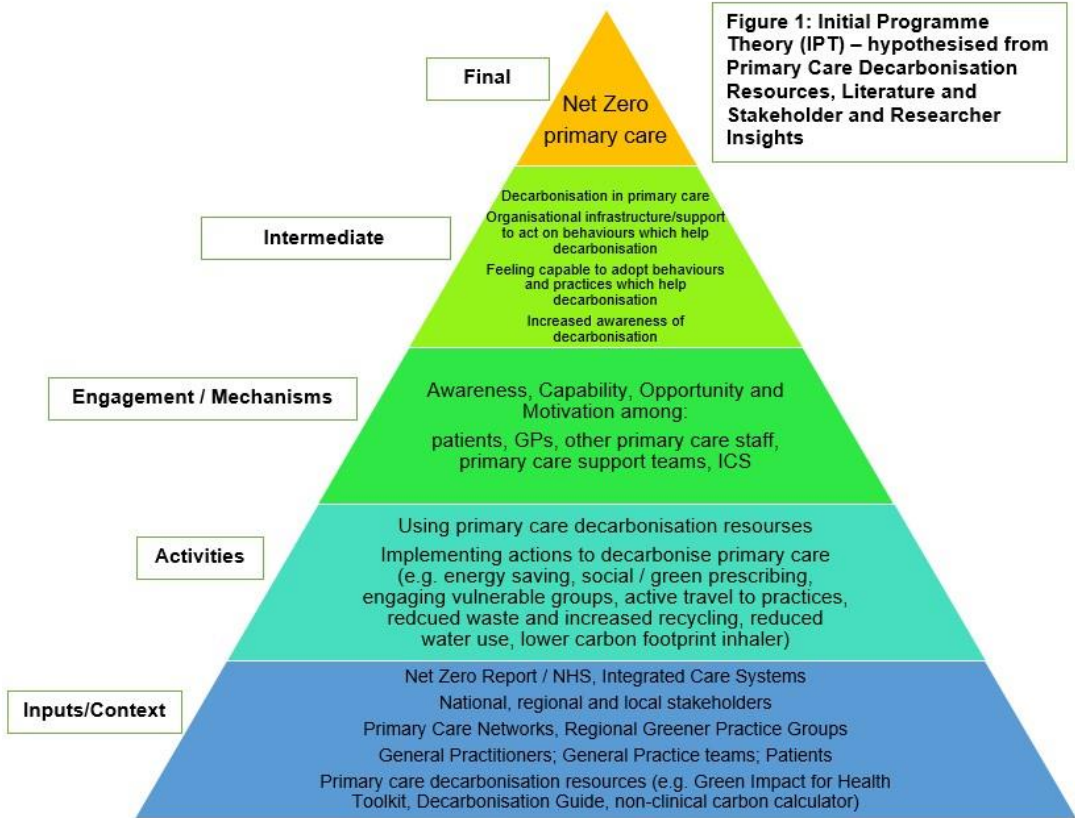 Figure 1: Initial Programme
Theory (IPT) – hypothesised from
Primary Care Decarbonisation
Resources, Literature and
Stakeholder and Researcher
Insights
Final
Net Zero
primary care
Intermediate
Decarbonisation in primary care
Organisational infrastructure/support
to act on behaviours which help
decarbonisation
Feeling capable to adopt behaviours
and practices which help
decarbonisation
Increased awareness of
decarbonisation
Engagement / Mechanisms
Awareness, Capability, Opportunity and
Motivation among:
patients, GPs, other primary care staff,
primary care support teams, ICS
Activities
Using primary care decarbonisation resourses
Implementing actions to decarbonise primary care
(e.g. energy saving, social / green prescribing,
engaging vulnerable groups, active travel to practices,
redcued waste and increased recycling, reduced
water use, lower carbon footprint inhaler)
Inputs/Context
Net Zero Report / NHS, Integrated Care Systems
National, regional and local stakeholders
Primary Care Networks, Regional Greener Practice Groups
General Practitioners; General Practice teams; Patients
Primary care decarbonisation resources (e.g. Green Impact for Health
Toolkit, Decarbonisation Guide, non-clinical carbon calculator)